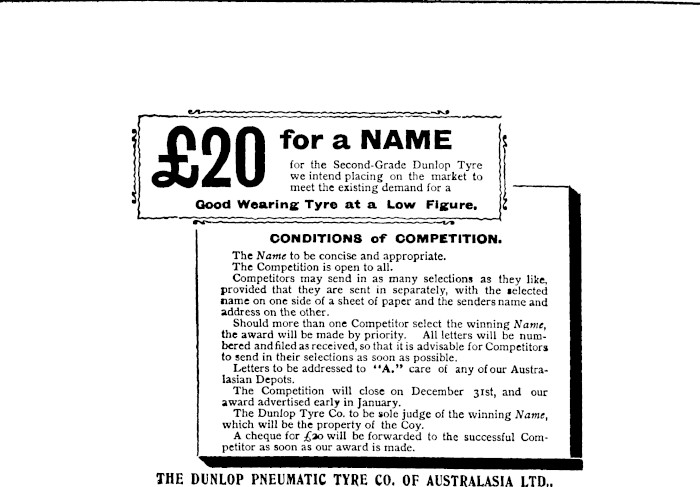 £20 for a NAME
for the Second-Grade Dunlop Tyre
we intend placing on the market to
meet the existing demand for a
Good Wearing Tyre at a Low Figure.
CONDITIONS of COMPETITION.
The Name to be concise and appropriate.
The Competition is open to all.
Competitors may send in as many selections as they like,
provided that they are sent in separately, with the selected
name on one side of a sheet of paper and the senders name and
address on the other.
Should more than one Competitor select the winning Name,
the award will be made by priority. All letters will be num-
bered and filed as received, so that it is advisable for Competitors
to send in their selections as soon as possible.
Letters to be addressed to "A." care of any of our Austra-
lasian Depots.
The Competition will close on December 31st, and our
award advertised early in January.
The Dunlop Tyre Co. to be sole judge of the winning Name,
which will be the property of the Coy.
A cheque for £20 will be forwarded to the successful Com-
petitor as soon as our award is made.
THE DUNLOP PNEUMATIC TYRE CO. OF AUSTRALASIA LTD.,